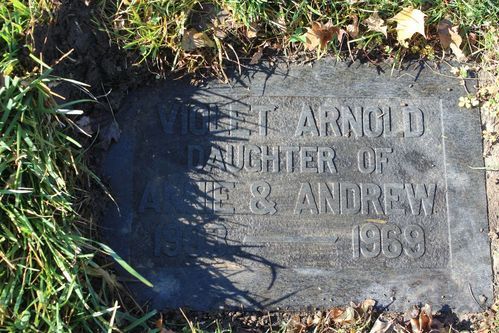 VIOLET ARNOLD
DAUGHTER OF
& ANDREW
1969